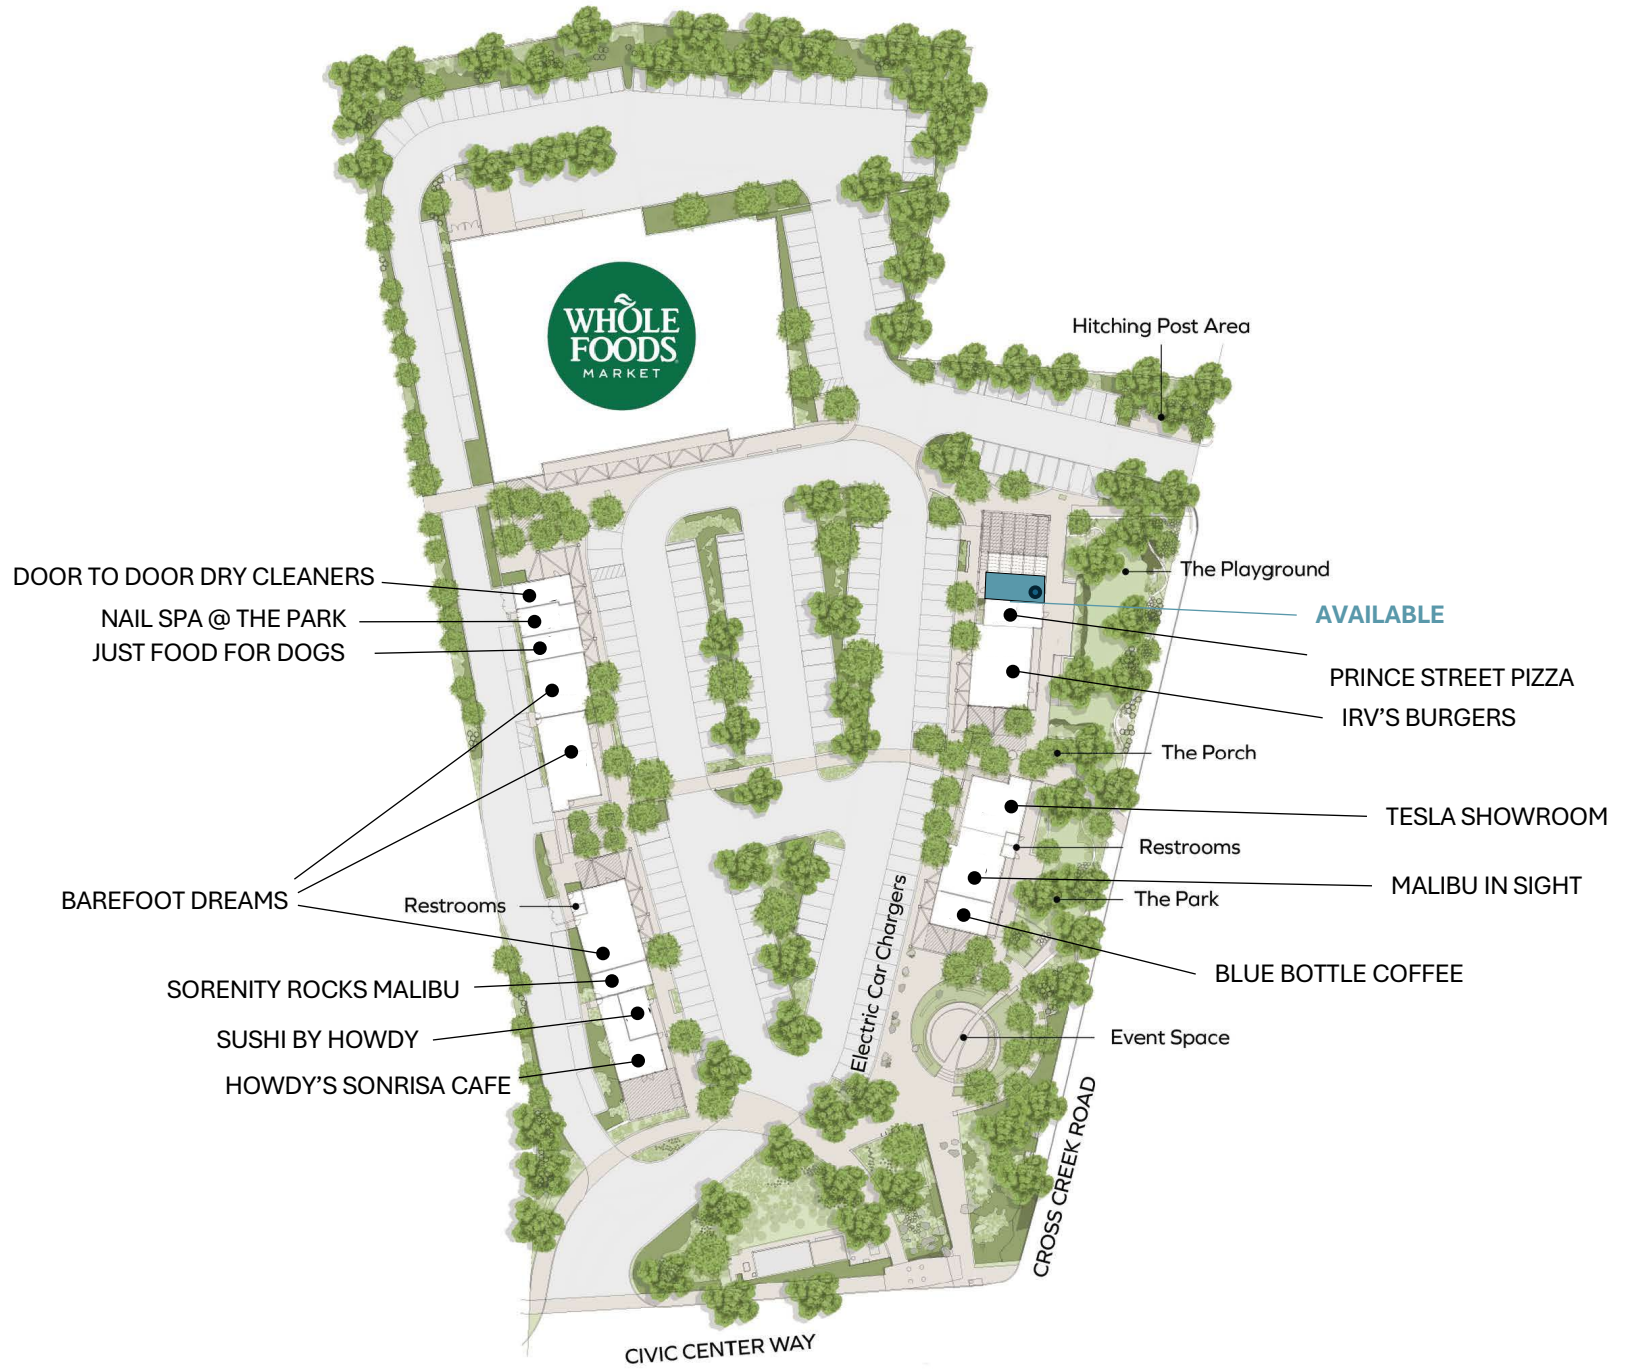 WHOLE
FOODS
MARKET
Hitching Post Area
DOOR TO DOOR DRY CLEANERS
NAIL SPA @ THE PARK
JUST FOOD FOR DOGS
BAREFOOT DREAMS
Restrooms
SORENITY ROCKS MALIBU
SUSHI BY HOWDY
HOWDY'S SONRISA CAFE
The Playground
AVAILABLE
PRINCE STREET PIZZA
IRV'S BURGERS
The Porch
TESLA SHOWROOM
Restrooms
MALIBU IN SIGHT
The Park
BLUE BOTTLE COFFEE
Event Space
Electric Car Chargers
CROSS CREEK ROAD
CIVIC CENTER WAY